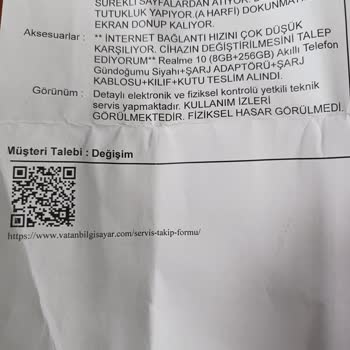 SÜREKLİ SAYFALARDAN ATIYOR.
TUTUKLUK YAPIYOR.(A HARFI) DOKUNMAT
EKRAN DONUP KALIYOR.
Aksesuarlar : ** İNTERNET BAĞLANTI HIZINI ÇOK DÜŞÜK
KARŞILIYOR. CİHAZIN DEĞİŞTİRİLMESİNİ TALEP
EDİYORUM** Realme 10 (8GB+256GB) Akıllı Telefon
Gündoğumu Siyahı+ŞARJ ADAPTÖRÜ+ŞARJ
KABLOSU+KILIF+KUTU TESLİM ALINDI.
Görünüm : Detaylı elektronik ve fiziksel kontrolü yetkili teknik
servis yapmaktadır. KULLANIM İZLERİ
GÖRÜLMEKTEDİR. FİZİKSEL HASAR GÖRÜLMEDİ.
Müşteri Talebi : Değişim
https://www.vatanbilgisayar.com/servis-takip-formu/